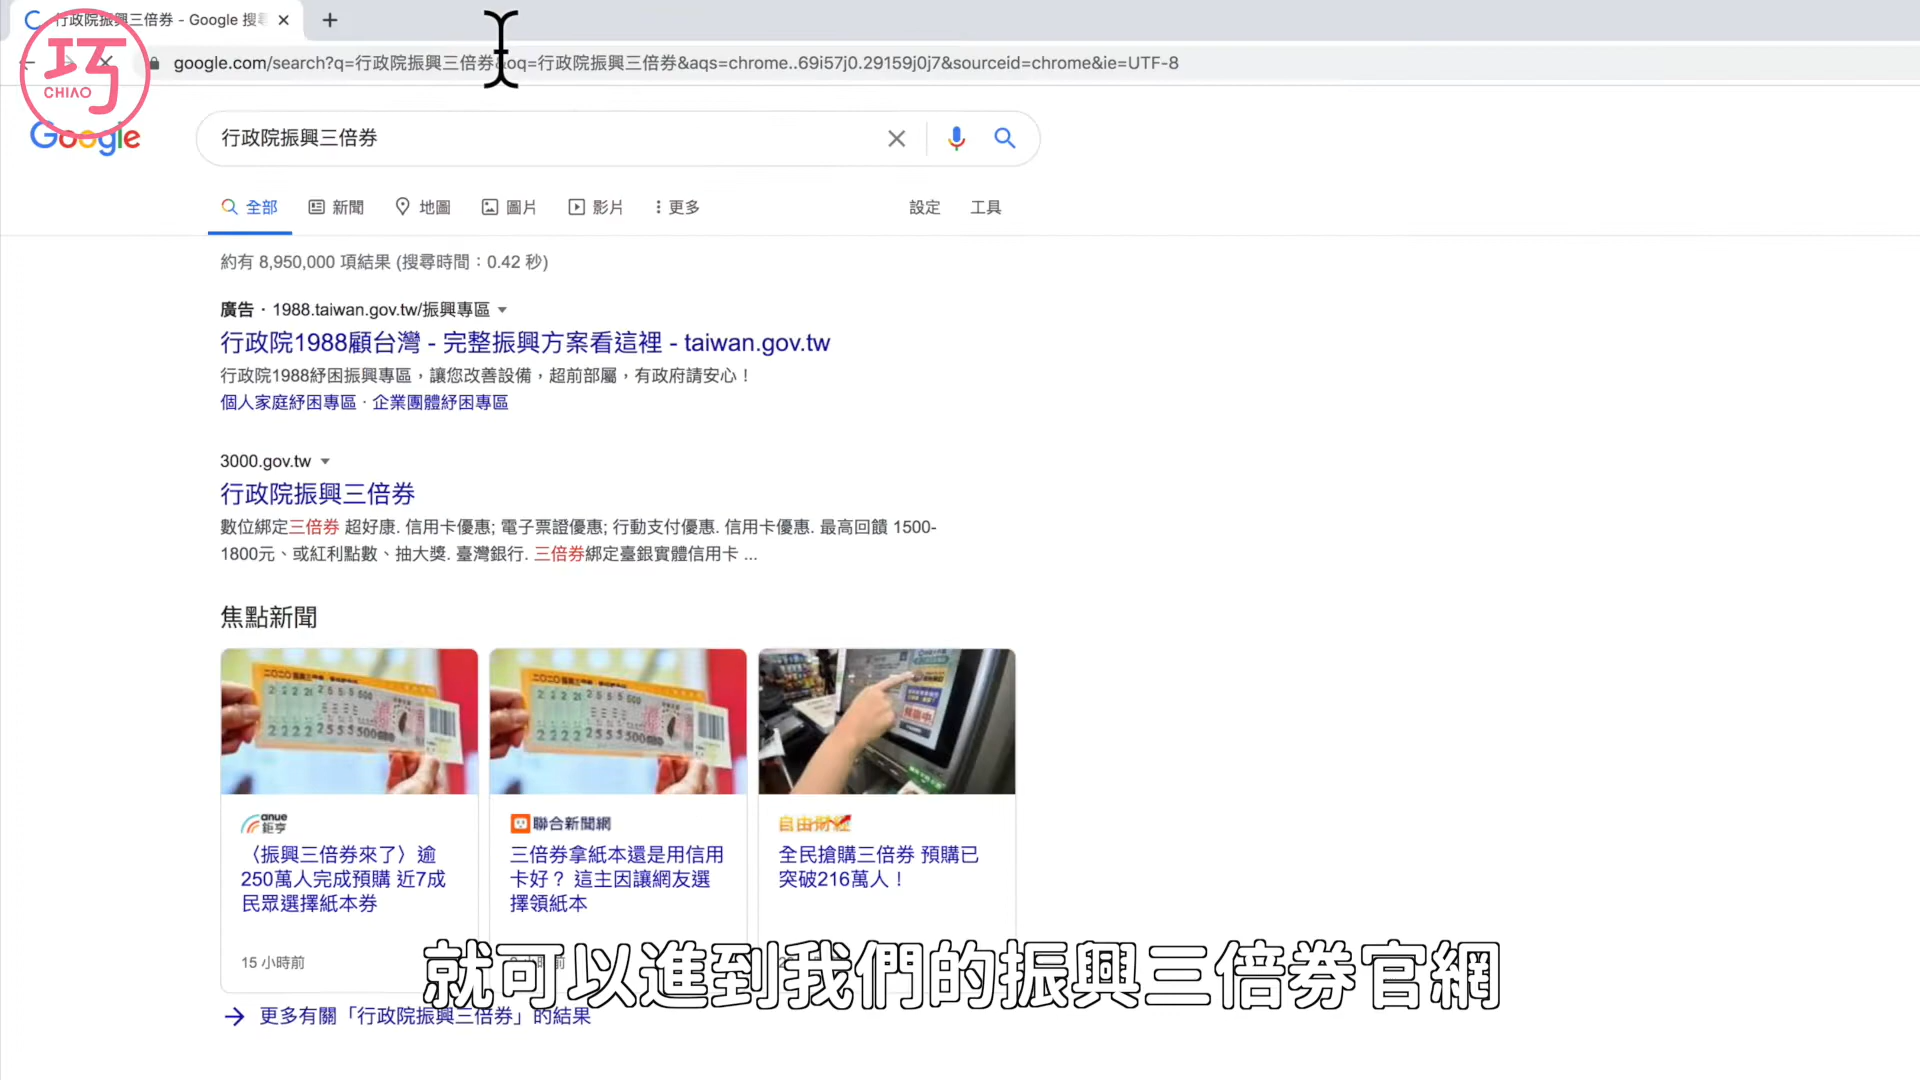 行政院振興三倍券 - Google 搜尋
巧
CHIAO
google.com/search?q=行政院振興三倍券&oq=行政院振興三倍券&aqs=chrome..69i57j0.29159j0j7&sourceid=chrome&ie=UTF-8
Google
行政院振興三倍券
全部 新聞 地圖 圖片 影片 更多 設定 工具
約有 8,950,000 項結果 (搜尋時間：0.42 秒)
廣告 · 1988.taiwan.gov.tw/振興專區
行政院1988顧台灣 - 完整振興方案看這裡 - taiwan.gov.tw
行政院1988紓困振興專區，讓您改善設備，超前部屬，有政府請安心！
個人家庭紓困專區 · 企業團體紓困專區
3000.gov.tw
行政院振興三倍券
數位綁定三倍券 超好康. 信用卡優惠; 電子票證優惠; 行動支付優惠. 信用卡優惠. 最高回饋 1500-
1800元、或紅利點數、抽大獎. 臺灣銀行. 三倍券綁定臺銀實體信用卡 ...
焦點新聞
anue
鉅亨
〈振興三倍券來了〉逾
250萬人完成預購 近7成
民眾選擇紙本券
15 小時前
聯合新聞網
三倍券拿紙本還是用信用
卡好？ 這主因讓網友選
擇領紙本
自由財經
全民搶購三倍券 預購已
突破216萬人！
就可以進到我們的振興三倍券官網
更多有關「行政院振興三倍券」的結果